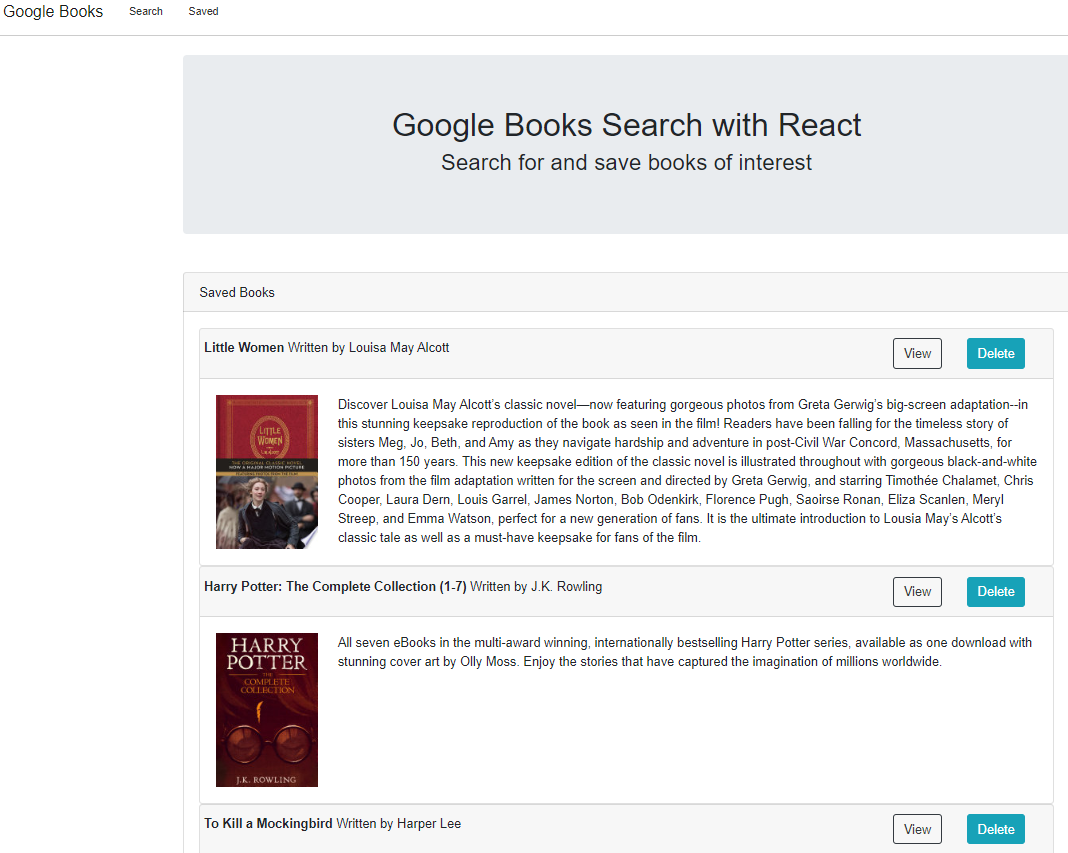 Google Books Search Saved
Google Books Search with React
Search for and save books of interest
Saved Books
Little Women Written by Louisa May Alcott
View Delete
LITTLE
WOMEN
THE ORIGINAL CLASSIC NOVEL
NOW A MAJOR MOTION PICTURE
Discover Louisa May Alcott’s classic novel—now featuring gorgeous photos from Greta Gerwig’s big-screen adaptation--in
this stunning keepsake reproduction of the book as seen in the film! Readers have been falling for the timeless story of
sisters Meg, Jo, Beth, and Amy as they navigate hardship and adventure in post-Civil War Concord, Massachusetts, for
more than 150 years. This new keepsake edition of the classic novel is illustrated throughout with gorgeous black-and-white
photos from the film adaptation written for the screen and directed by Greta Gerwig, and starring Timothée Chalamet, Chris
Cooper, Laura Dern, Louis Garrel, James Norton, Bob Odenkirk, Florence Pugh, Saoirse Ronan, Eliza Scanlen, Meryl
Streep, and Emma Watson, perfect for a new generation of fans. It is the ultimate introduction to Lousia May’s Alcott’s
classic tale as well as a must-have keepsake for fans of the film.
Harry Potter: The Complete Collection (1-7) Written by J.K. Rowling
View Delete
HARRY
POTTER
THE
COMPLETE
COLLECTION
J.K. ROWLING
All seven eBooks in the multi-award winning, internationally bestselling Harry Potter series, available as one download with
stunning cover art by Olly Moss. Enjoy the stories that have captured the imagination of millions worldwide.
To Kill a Mockingbird Written by Harper Lee
View Delete